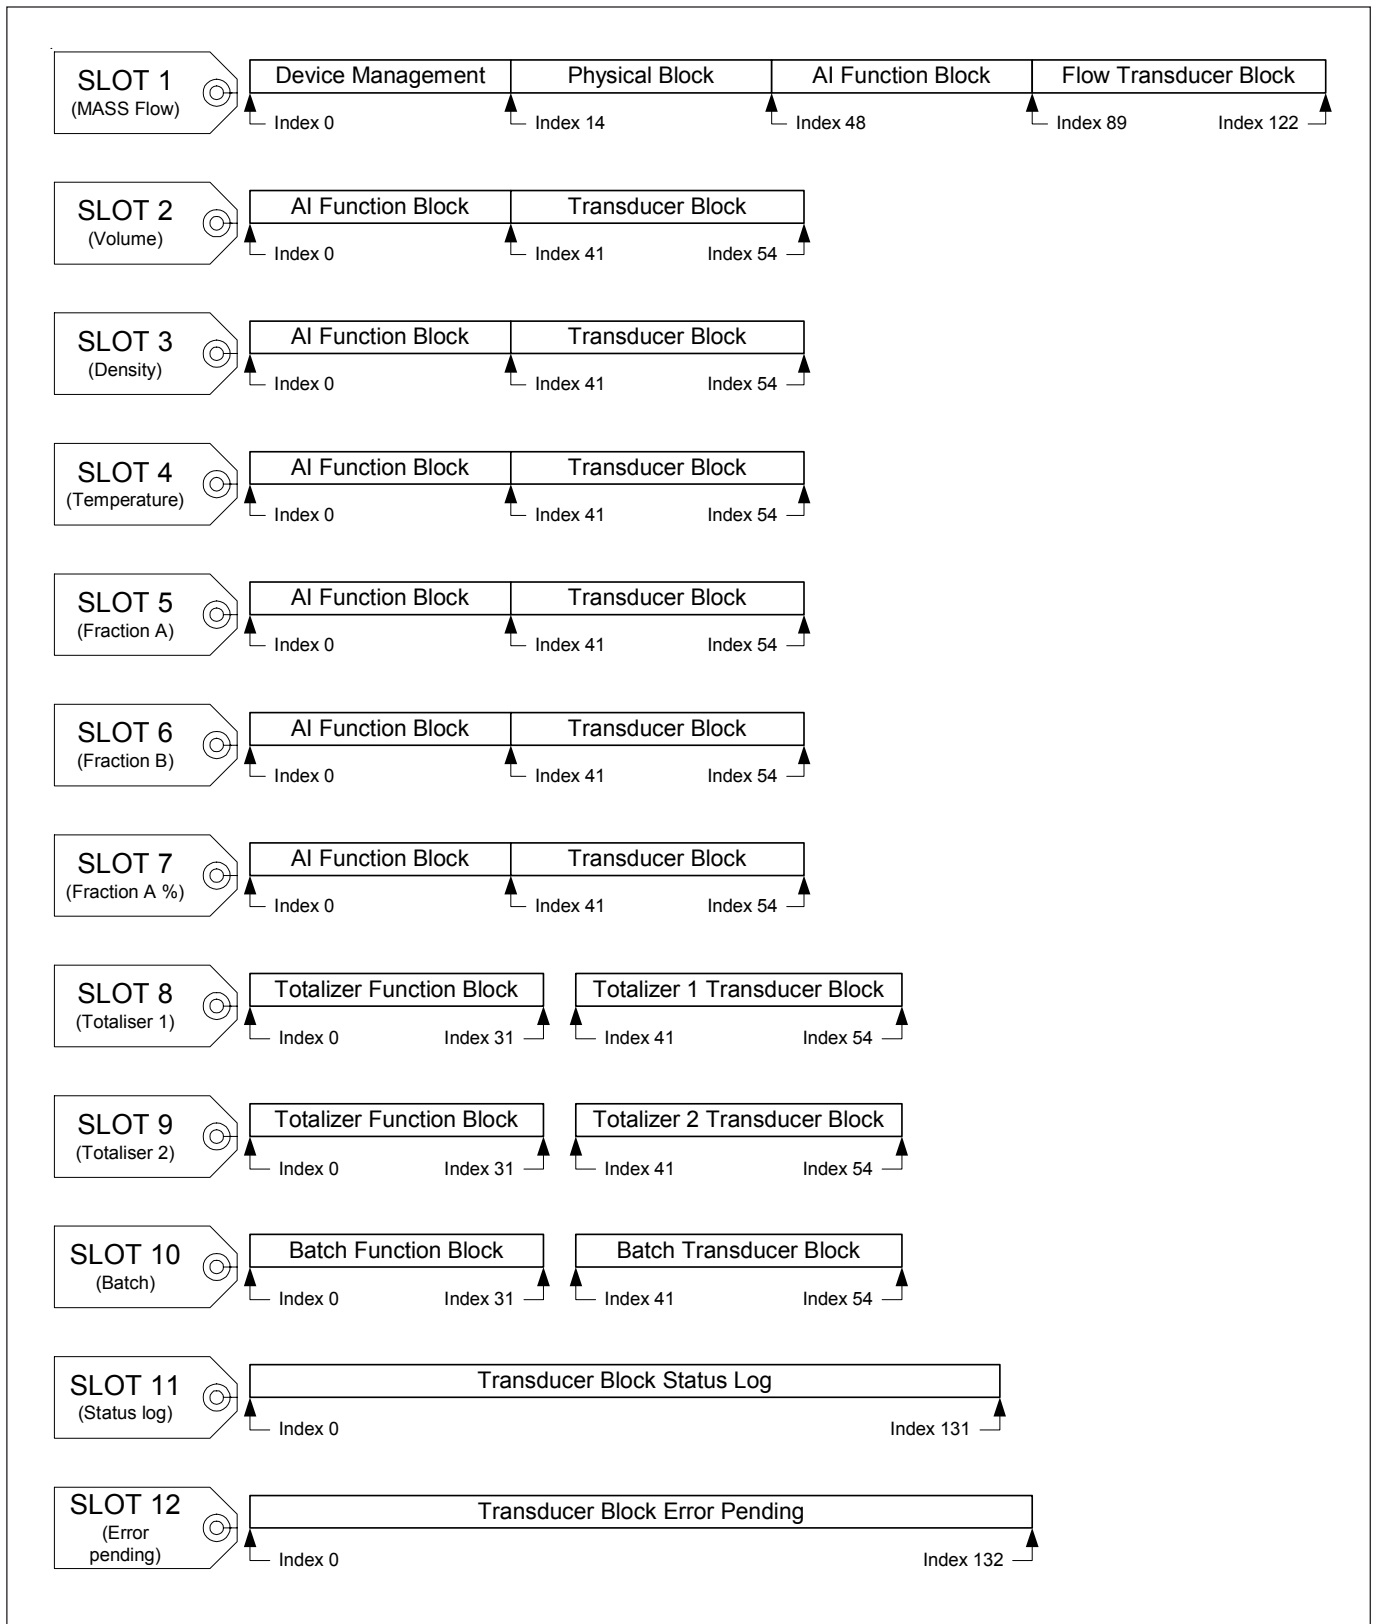 SLOT 1
(MASS Flow)
Device Management Physical Block AI Function Block Flow Transducer Block
Index 0 Index 14 Index 48 Index 89 Index 122
SLOT 2
(Volume)
AI Function Block Transducer Block
Index 0 Index 41 Index 54
SLOT 3
(Density)
AI Function Block Transducer Block
Index 0 Index 41 Index 54
SLOT 4
(Temperature)
AI Function Block Transducer Block
Index 0 Index 41 Index 54
SLOT 5
(Fraction A)
AI Function Block Transducer Block
Index 0 Index 41 Index 54
SLOT 6
(Fraction B)
AI Function Block Transducer Block
Index 0 Index 41 Index 54
SLOT 7
(Fraction A %)
AI Function Block Transducer Block
Index 0 Index 41 Index 54
SLOT 8
(Totaliser 1)
Totalizer Function Block Totalizer 1 Transducer Block
Index 0 Index 31 Index 41 Index 54
SLOT 9
(Totaliser 2)
Totalizer Function Block Totalizer 2 Transducer Block
Index 0 Index 31 Index 41 Index 54
SLOT 10
(Batch)
Batch Function Block Batch Transducer Block
Index 0 Index 31 Index 41 Index 54
SLOT 11
(Status log)
Transducer Block Status Log
Index 0 Index 131
SLOT 12
(Error
pending)
Transducer Block Error Pending
Index 0 Index 132